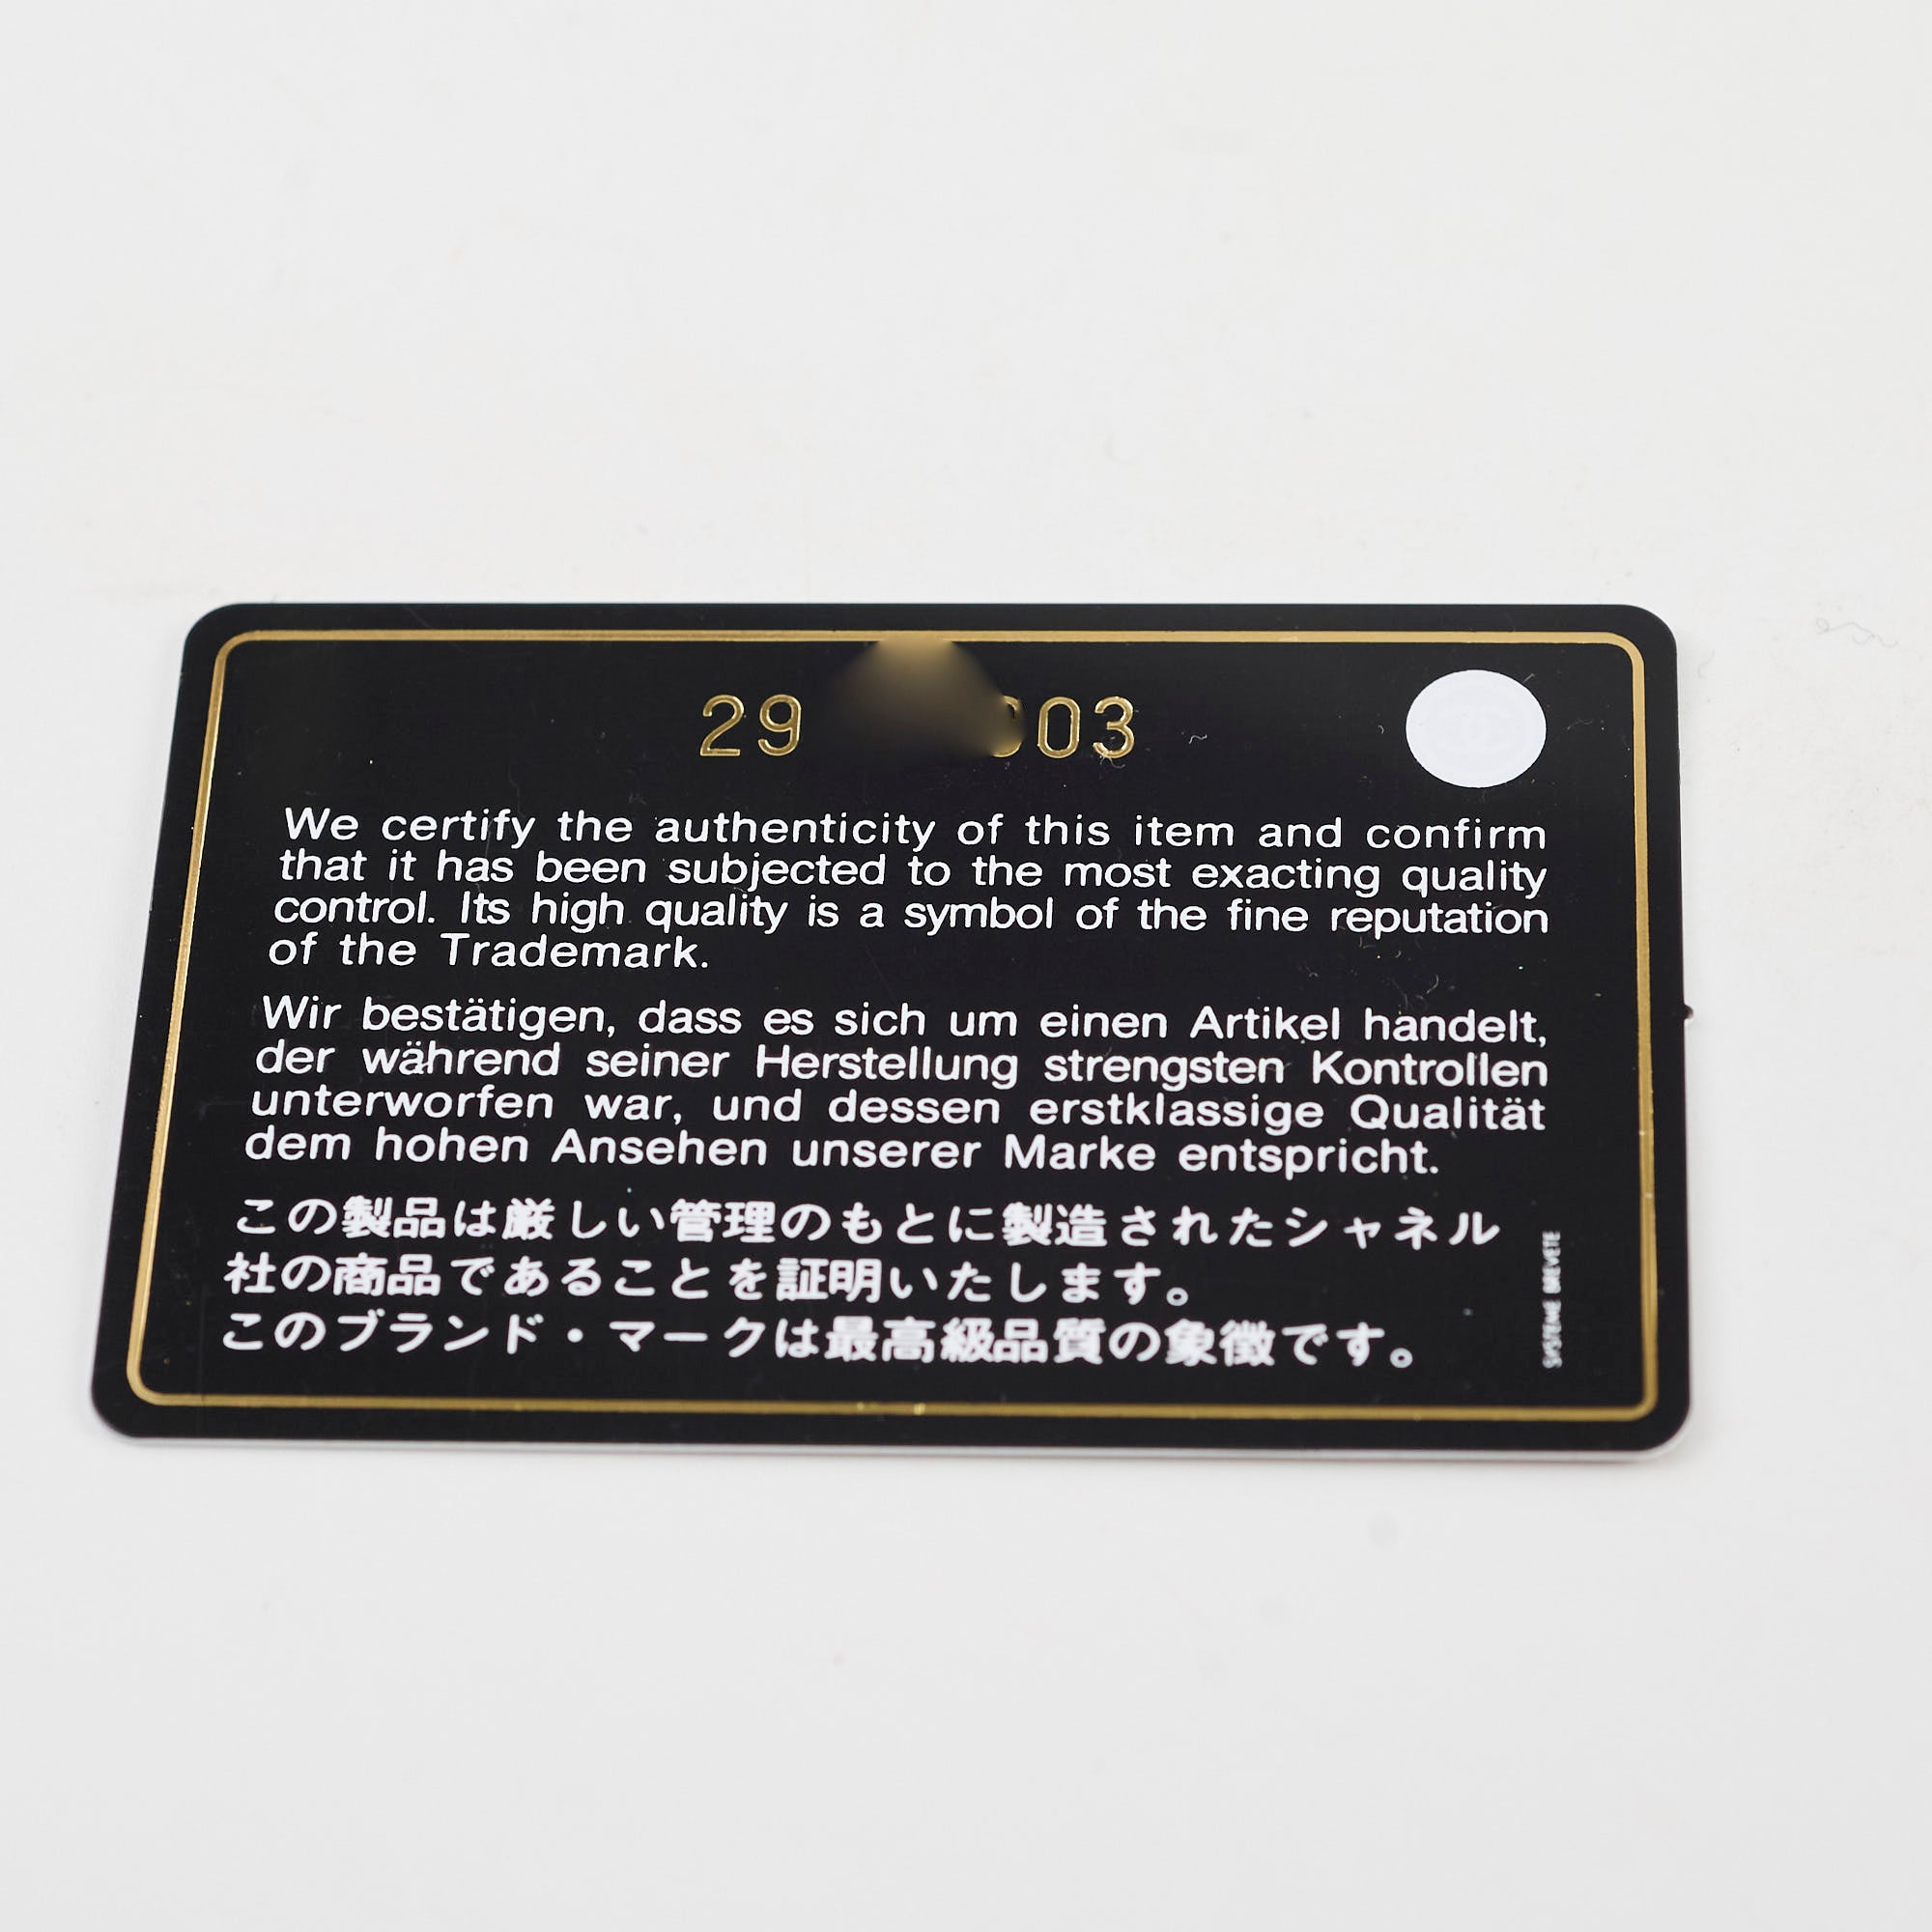 29 03
We certify the authenticity of this item and confirm
that it has been subjected to the most exacting quality
control. Its high quality is a symbol of the fine reputation
of the Trademark.
Wir bestätigen, dass es sich um einen Artikel handelt,
der während seiner Herstellung strengsten Kontrollen
unterworfen war, und dessen erstklassige Qualität
dem hohen Ansehen unserer Marke entspricht.
この製品は厳しい管理のもとに製造されたシャネル
社の商品であることを証明いたします。
このブランド・マークは最高級品質の象徴です。
SYSTEME BREVETE